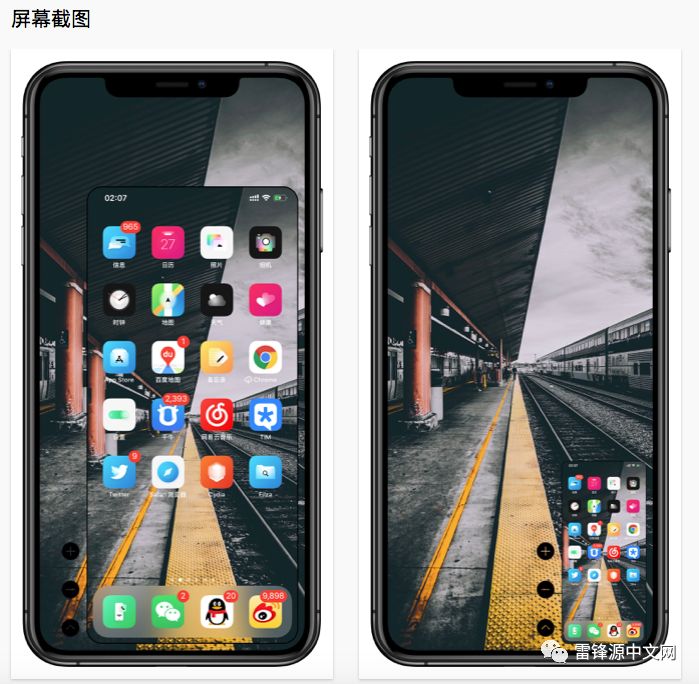 屏幕截图
02:07
965
27
信息
日历
照片
相机
时钟
地图
天气
健康
1
du
App Store
百度地图
备忘录
Chrome
2,393
设置
千牛
网易云音乐
TIM
9
Twitter
Safari 浏览器
Cydia
Filza
2
20
9,898
雷锋源中文网